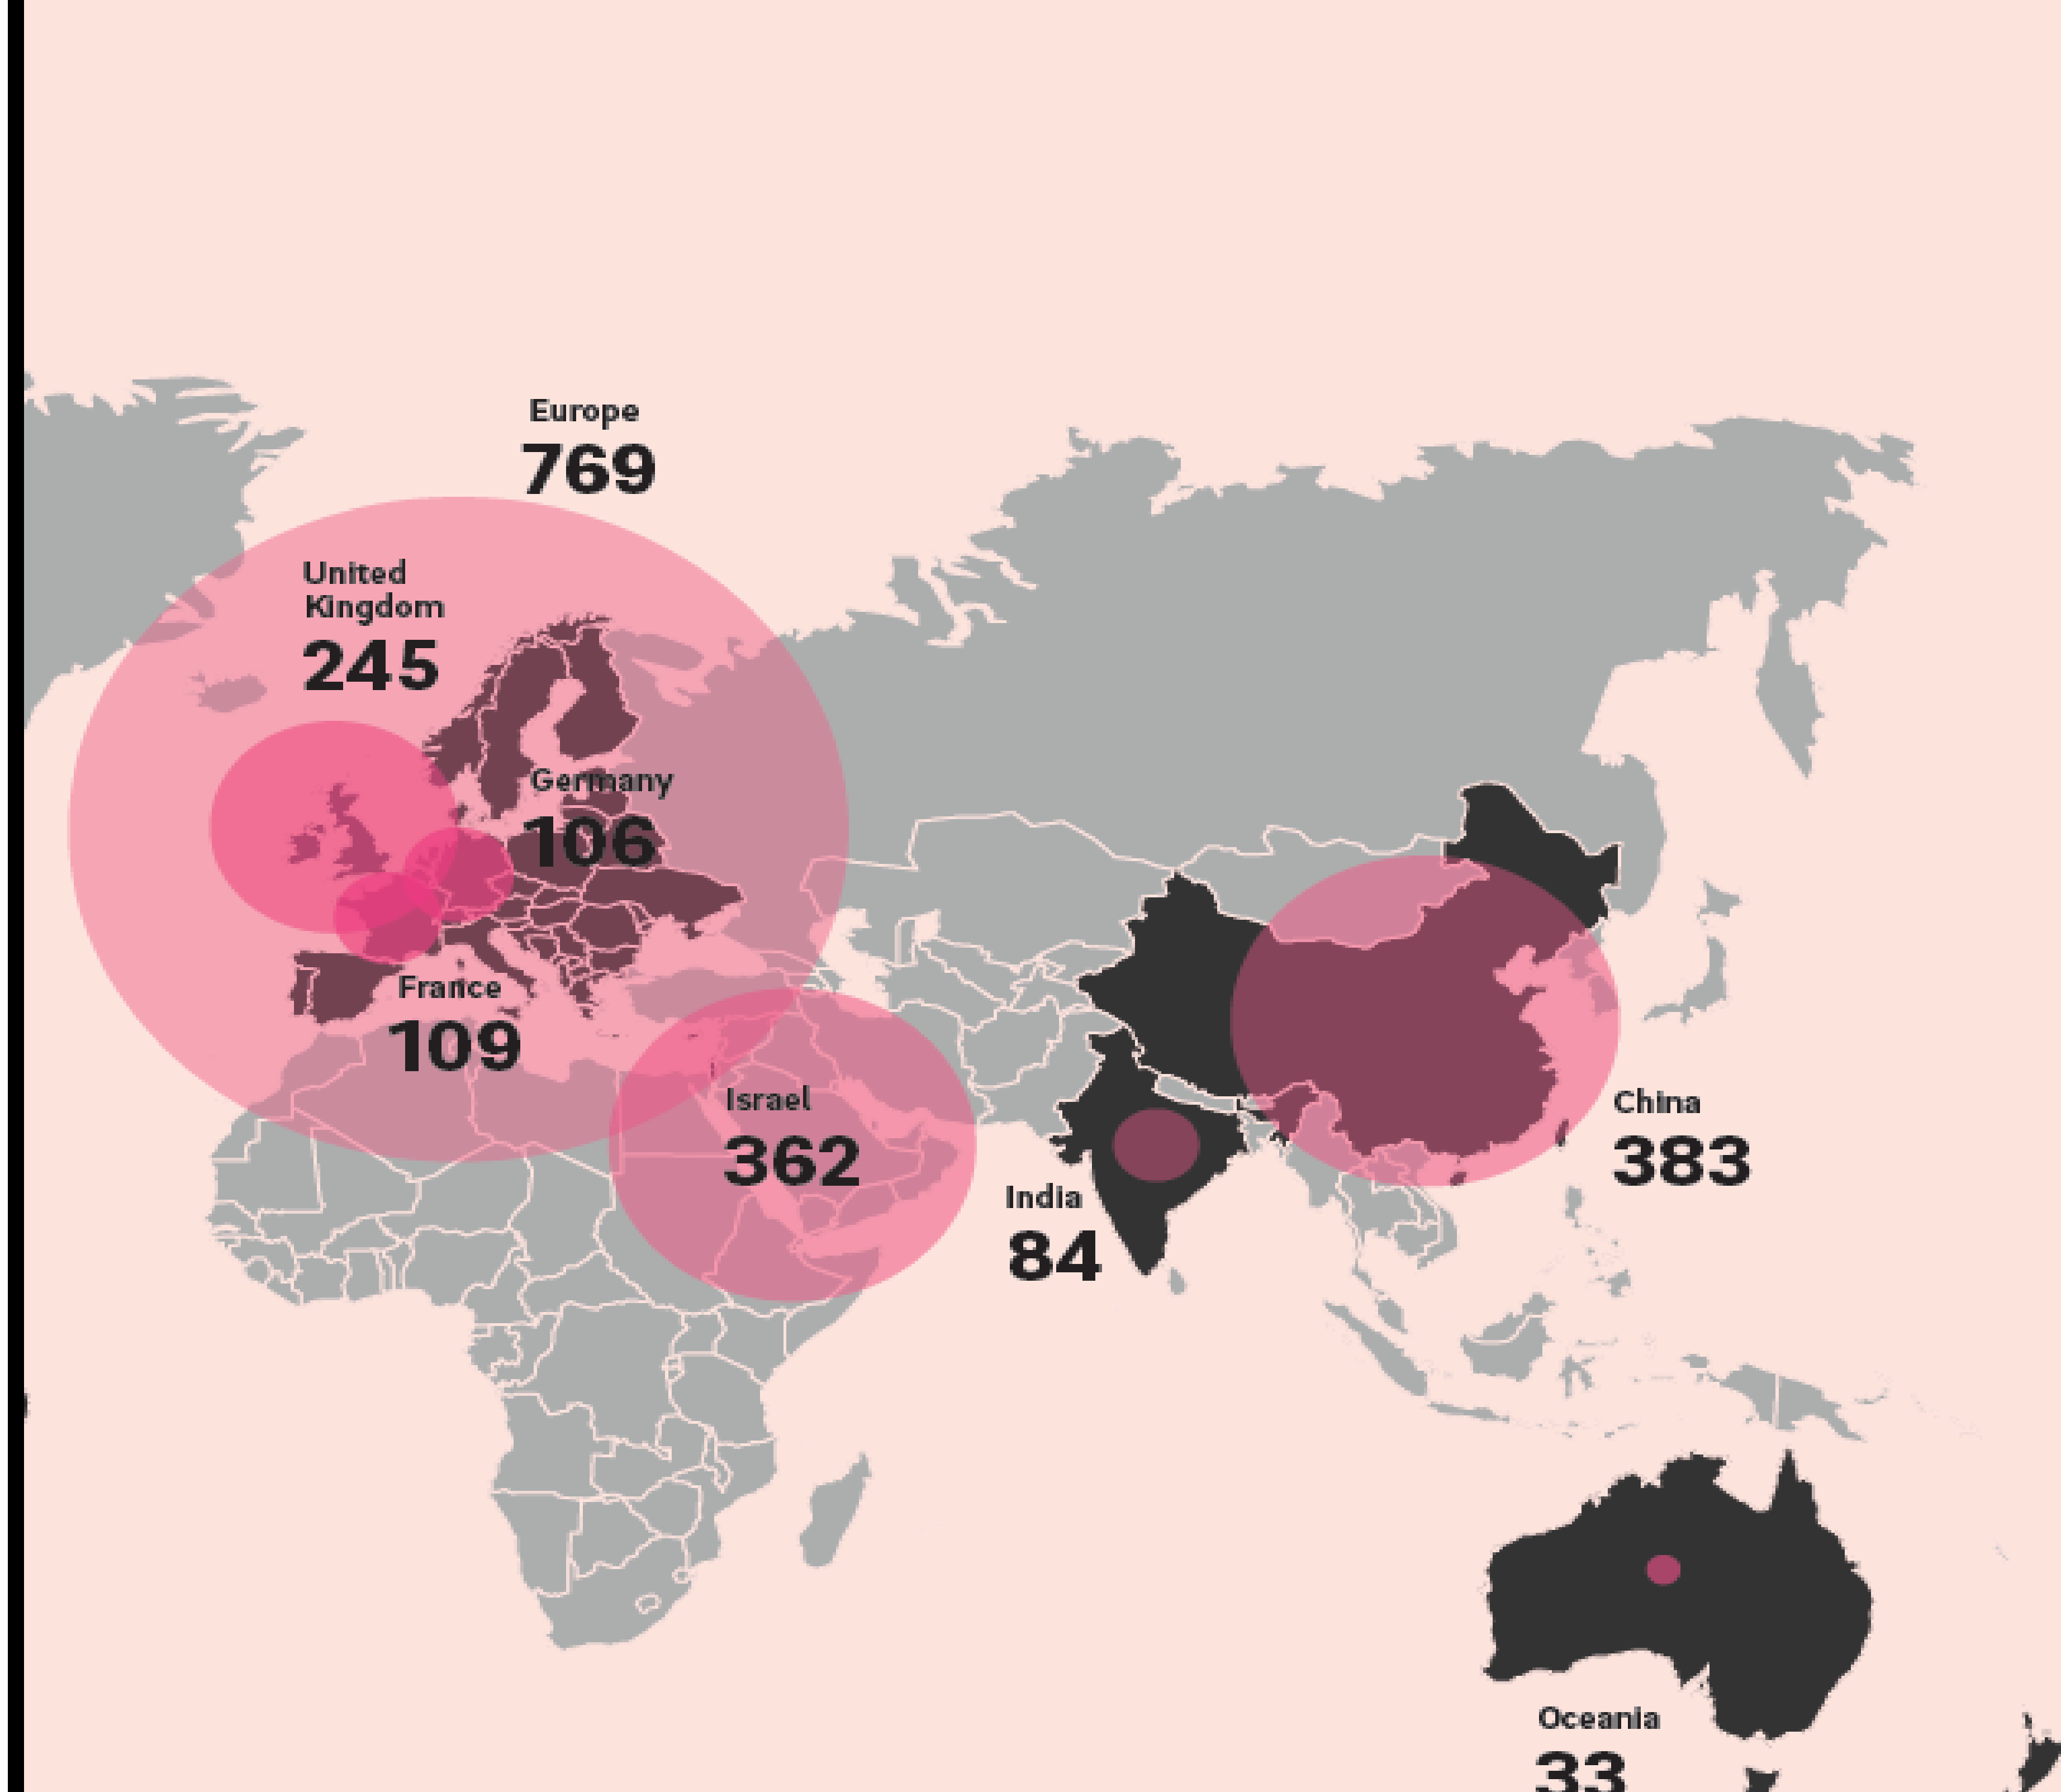 Europe
769
United
Kingdom
245
Germany
106
France
109
Israel
362
India
84
China
383
Oceania
33